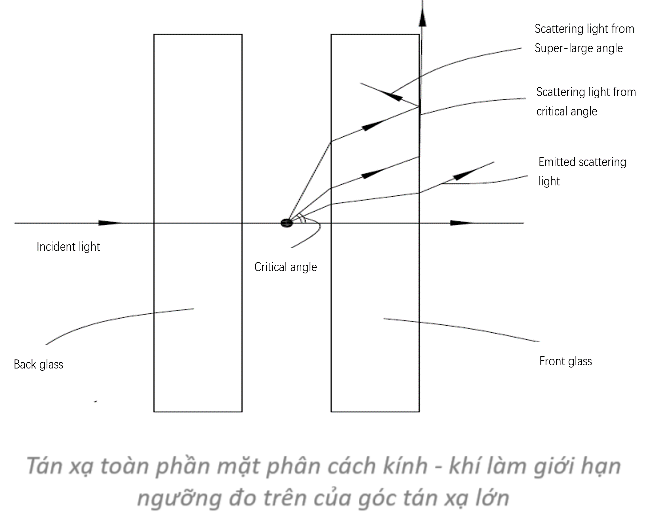 Scattering light from
Super-large angle
Scattering light from
critical angle
Emitted scattering
light
Incident light
Critical angle
Back glass
Front glass
Tán xạ toàn phần mặt phân cách kính - khí làm giới hạn
ngưỡng đo trên của góc tán xạ lớn